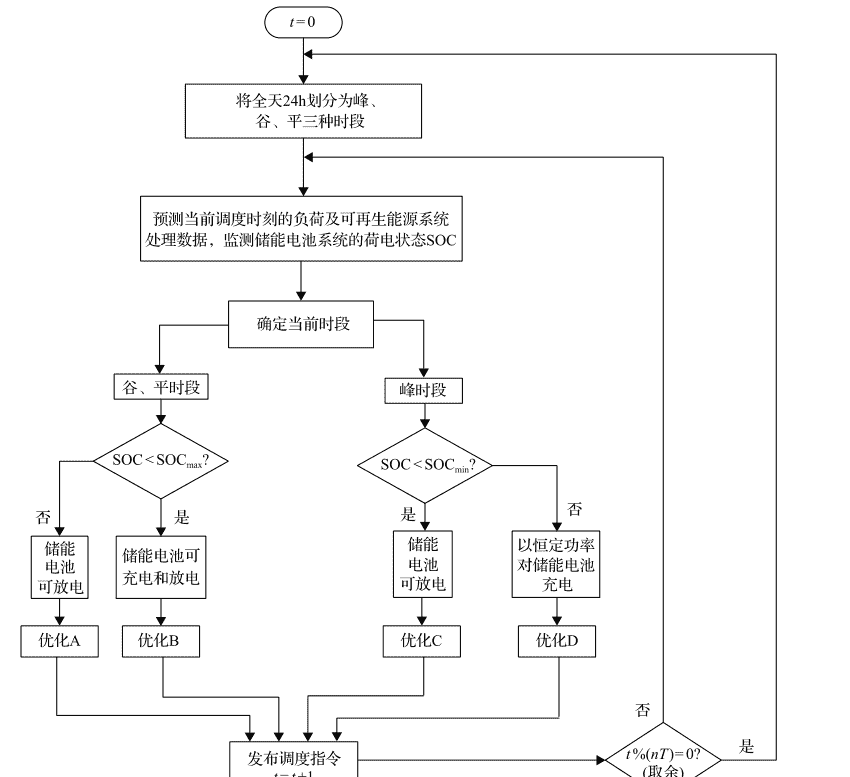 t=0
将全天24h划分为峰、
谷、平三种时段
预测当前调度时刻的负荷及可再生能源系统
处理数据，监测储能电池系统的荷电状态SOC
确定当前时段
谷、平时段
峰时段
SOC<SOCmax?
SOC<SOCmin?
否
是
是
否
储能
电池
可放电
储能电池可
充电和放电
储能
电池
可放电
以恒定功率
对储能电池
充电
优化A
优化B
优化C
优化D
发布调度指令
t=t+1
否
t%(nT)=0?
(取余)
是